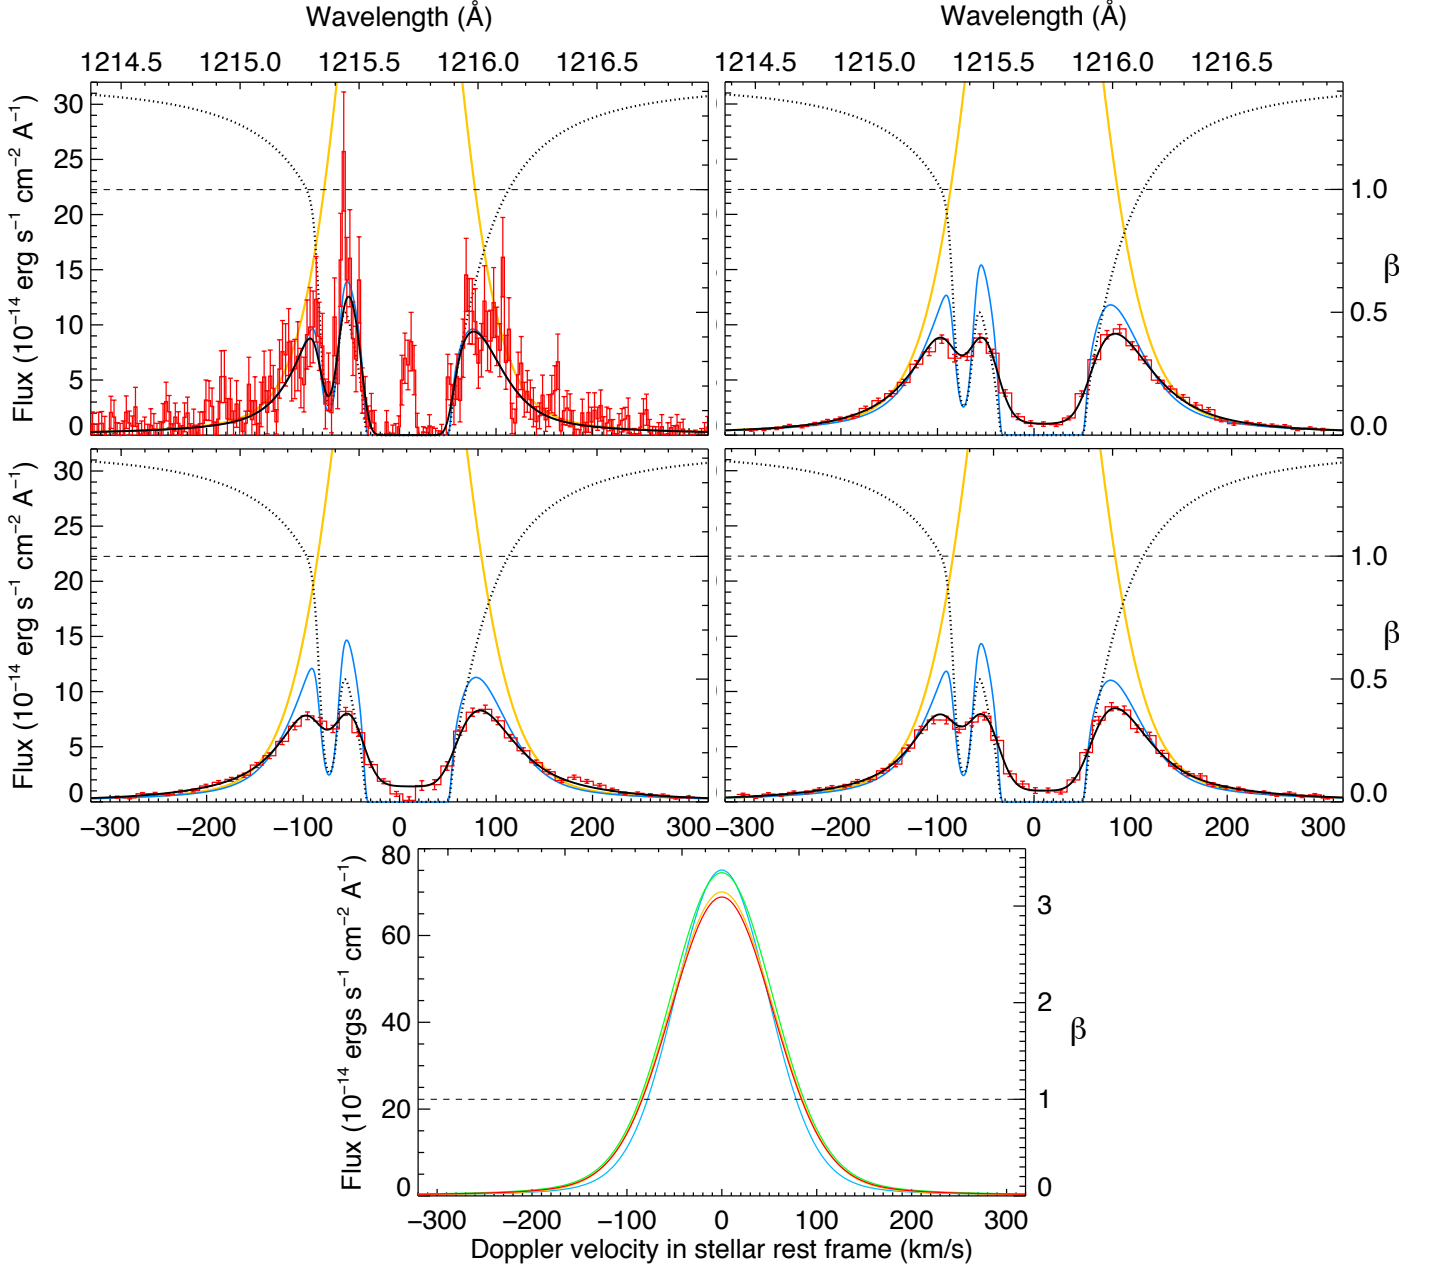 Wavelength (Å) Wavelength (Å)
1214.5 1215.0 1215.5 1216.0 1216.5 1214.5 1215.0 1215.5 1216.0 1216.5
Flux (10⁻¹⁴ erg s⁻¹ cm⁻² A⁻¹)
30
25
20
15
10
5
0
1.0
0.5
0.0
β
Flux (10⁻¹⁴ erg s⁻¹ cm⁻² A⁻¹)
30
25
20
15
10
5
0
1.0
0.5
0.0
β
−300 −200 −100 0 100 200 300 −300 −200 −100 0 100 200 300
Flux (10⁻¹⁴ ergs s⁻¹ cm⁻² A⁻¹)
80
60
40
20
0
3
2
1
0
β
−300 −200 −100 0 100 200 300
Doppler velocity in stellar rest frame (km/s)